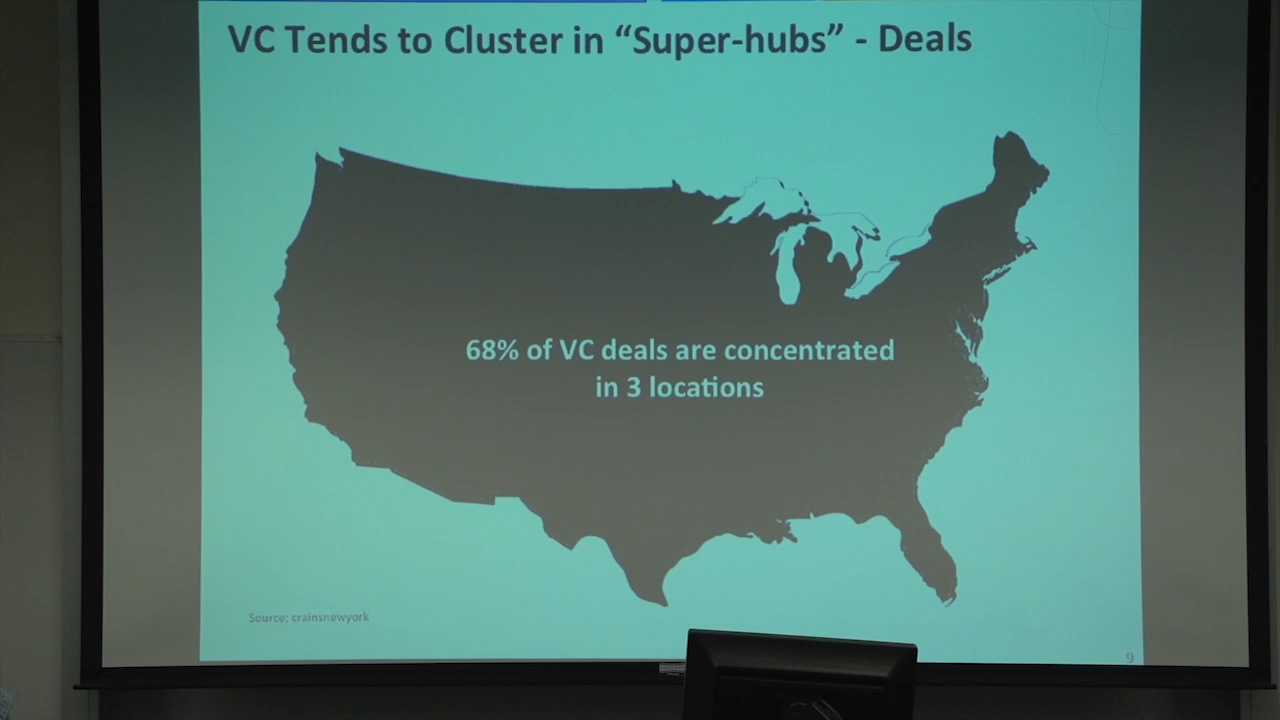 VC Tends to Cluster in “Super-hubs” - Deals
68% of VC deals are concentrated
in 3 locations
Source: crainsnewyork
9